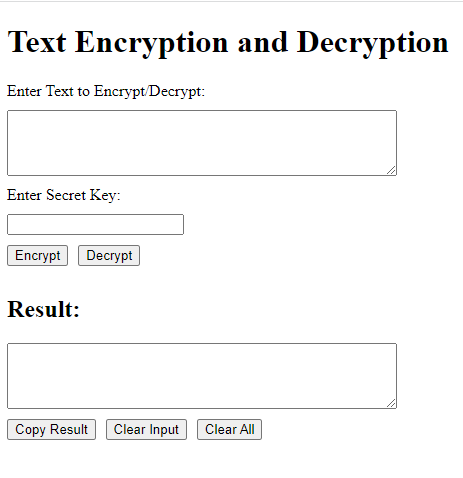 Text Encryption and Decryption
Enter Text to Encrypt/Decrypt:
Enter Secret Key:
Encrypt Decrypt
Result:
Copy Result Clear Input Clear All